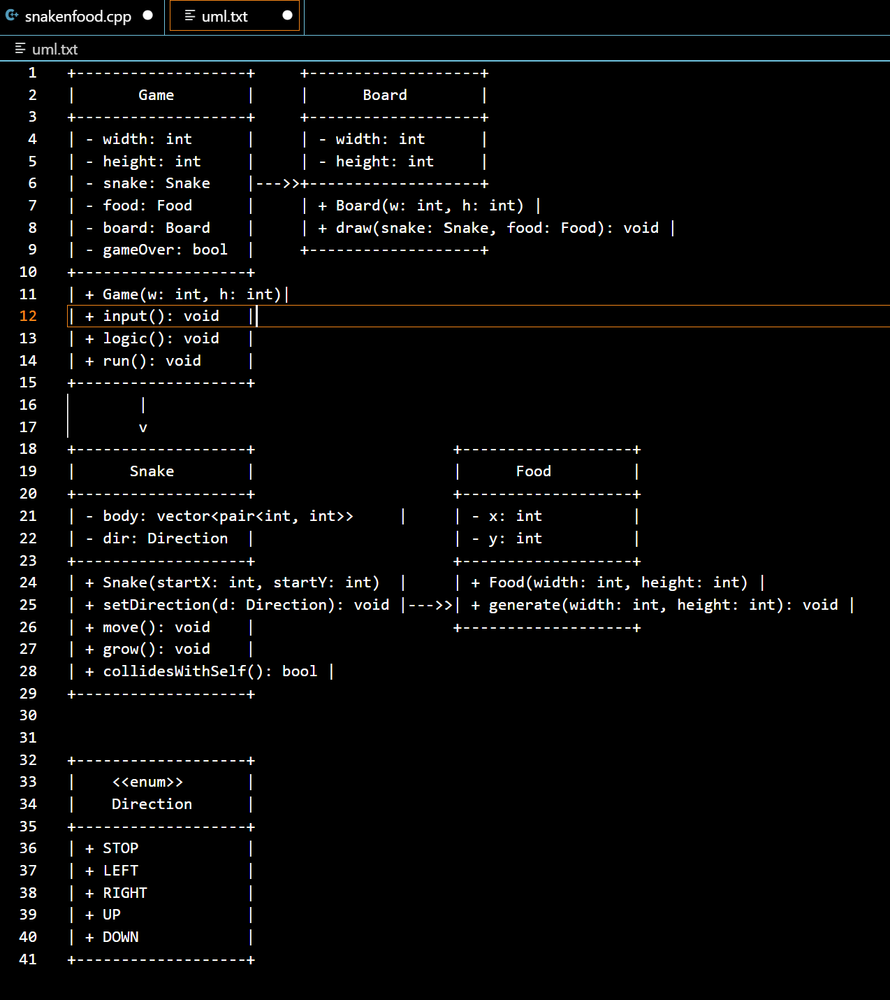 snakenfood.cpp ● uml.txt ●
uml.txt
1 +-------------------+     +-------------------+
2 |       Game        |     |      Board        |
3 +-------------------+     +-------------------+
4 | - width: int      |     | - width: int      |
5 | - height: int     |     | - height: int     |
6 | - snake: Snake    |--->>+-------------------+
7 | - food: Food      |     | + Board(w: int, h: int) |
8 | - board: Board    |     | + draw(snake: Snake, food: Food): void |
9 | - gameOver: bool  |     +-------------------+
10 +-------------------+
11 | + Game(w: int, h: int)|
12 | + input(): void   |
13 | + logic(): void   |
14 | + run(): void     |
15 +-------------------+
16         |
17         v
18 +-------------------+                      +-------------------+
19 |      Snake        |                      |      Food         |
20 +-------------------+                      +-------------------+
21 | - body: vector<pair<int, int>>     |     | - x: int          |
22 | - dir: Direction  |                      | - y: int          |
23 +-------------------+                      +-------------------+
24 | + Snake(startX: int, startY: int)  |     | + Food(width: int, height: int) |
25 | + setDirection(d: Direction): void |--->>| + generate(width: int, height: int): void |
26 | + move(): void    |                      +-------------------+
27 | + grow(): void    |
28 | + collidesWithSelf(): bool |
29 +-------------------+
30
31
32 +-------------------+
33 |    <<enum>>       |
34 |    Direction      |
35 +-------------------+
36 | + STOP            |
37 | + LEFT            |
38 | + RIGHT           |
39 | + UP              |
40 | + DOWN            |
41 +-------------------+